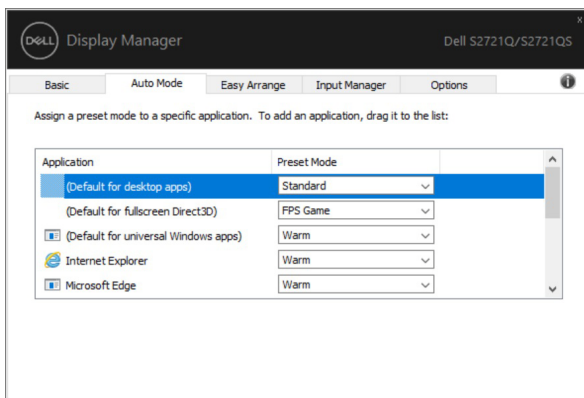 x
DELL Display Manager Dell S2721Q/S2721QS
Basic Auto Mode Easy Arrange Input Manager Options
Assign a preset mode to a specific application. To add an application, drag it to the list:
Application Preset Mode
(Default for desktop apps) Standard
(Default for fullscreen Direct3D) FPS Game
(Default for universal Windows apps) Warm
Internet Explorer Warm
Microsoft Edge Warm